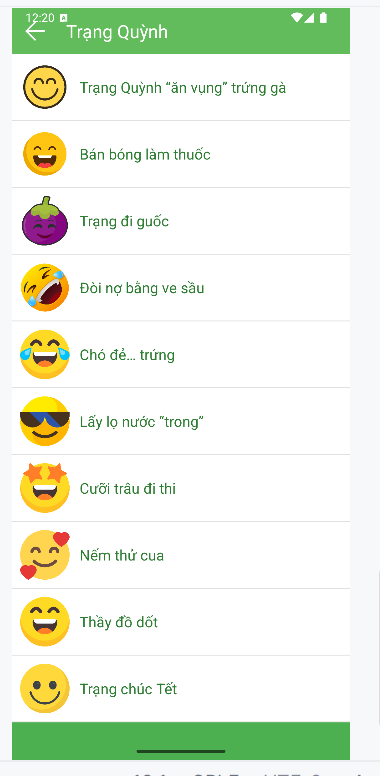 12:20
Trạng Quỳnh
Trạng Quỳnh “ăn vụng” trứng gà
Bán bóng làm thuốc
Trạng đi guốc
Đòi nợ bằng ve sầu
Chó đẻ... trứng
Lấy lọ nước “trong”
Cưỡi trâu đi thi
Nếm thử cua
Thầy đồ dốt
Trạng chúc Tết